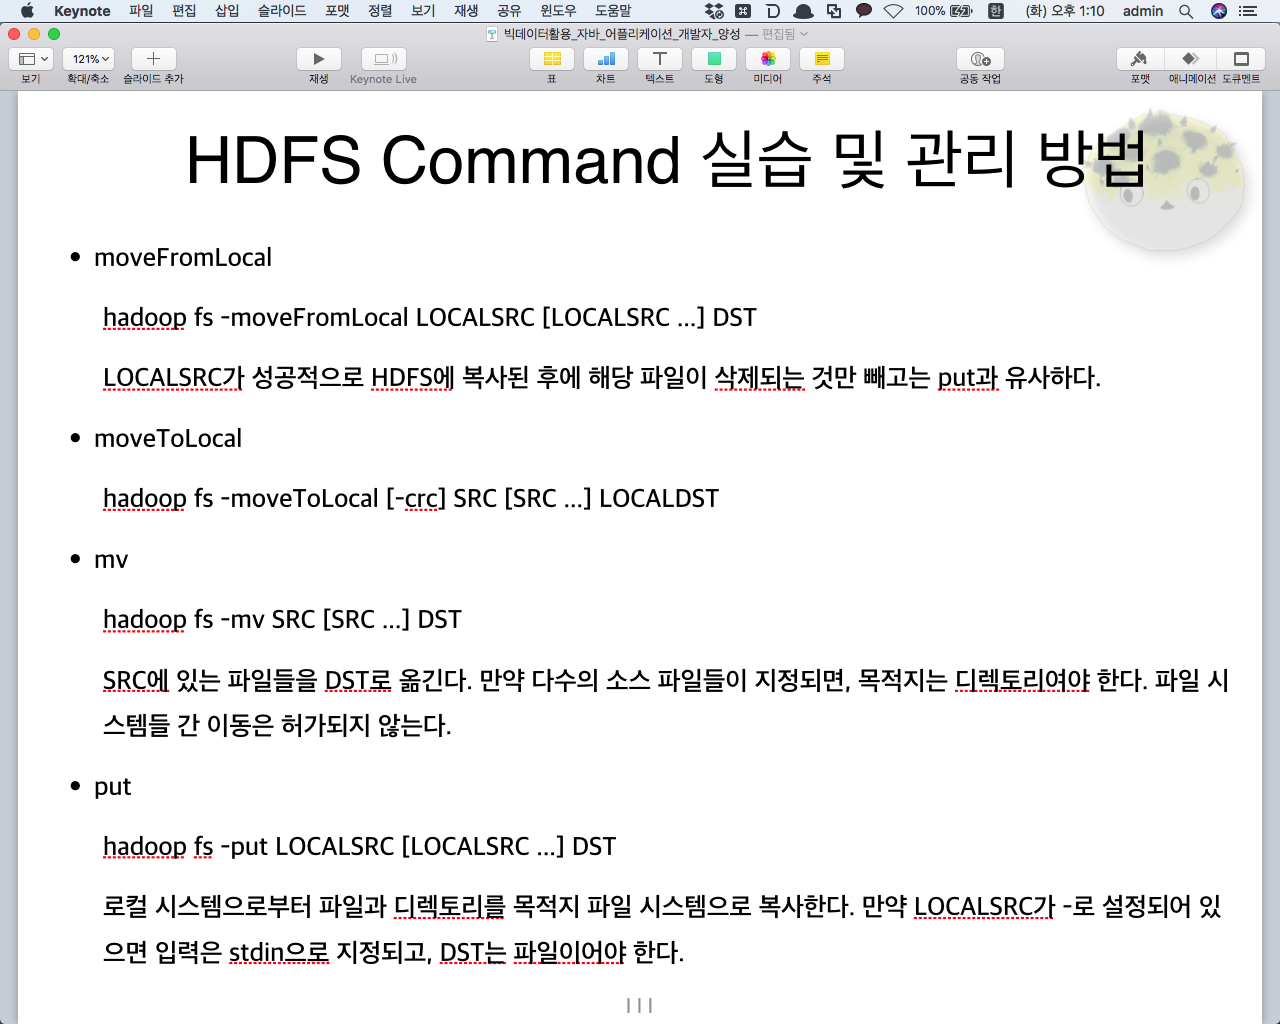 Keynote 파일 편집 삽입 슬라이드 포맷 정렬 보기 재생 공유 윈도우 도움말 100% 한 (화) 오후 1:10 admin
빅데이터활용_자바_어플리케이션_개발자_양성 — 편집됨
121%
보기 확대/축소 슬라이드 추가 재생 Keynote Live 표 차트 텍스트 도형 미디어 주석 공동 작업 포맷 애니메이션 도큐멘트
HDFS Command 실습 및 관리 방법
• moveFromLocal
hadoop fs -moveFromLocal LOCALSRC [LOCALSRC ...] DST
LOCALSRC가 성공적으로 HDFS에 복사된 후에 해당 파일이 삭제되는 것만 빼고는 put과 유사하다.
• moveToLocal
hadoop fs -moveToLocal [-crc] SRC [SRC ...] LOCALDST
• mv
hadoop fs -mv SRC [SRC ...] DST
SRC에 있는 파일들을 DST로 옮긴다. 만약 다수의 소스 파일들이 지정되면, 목적지는 디렉토리여야 한다. 파일 시
스템들 간 이동은 허가되지 않는다.
• put
hadoop fs -put LOCALSRC [LOCALSRC ...] DST
로컬 시스템으로부터 파일과 디렉토리를 목적지 파일 시스템으로 복사한다. 만약 LOCALSRC가 -로 설정되어 있
으면 입력은 stdin으로 지정되고, DST는 파일이어야 한다.